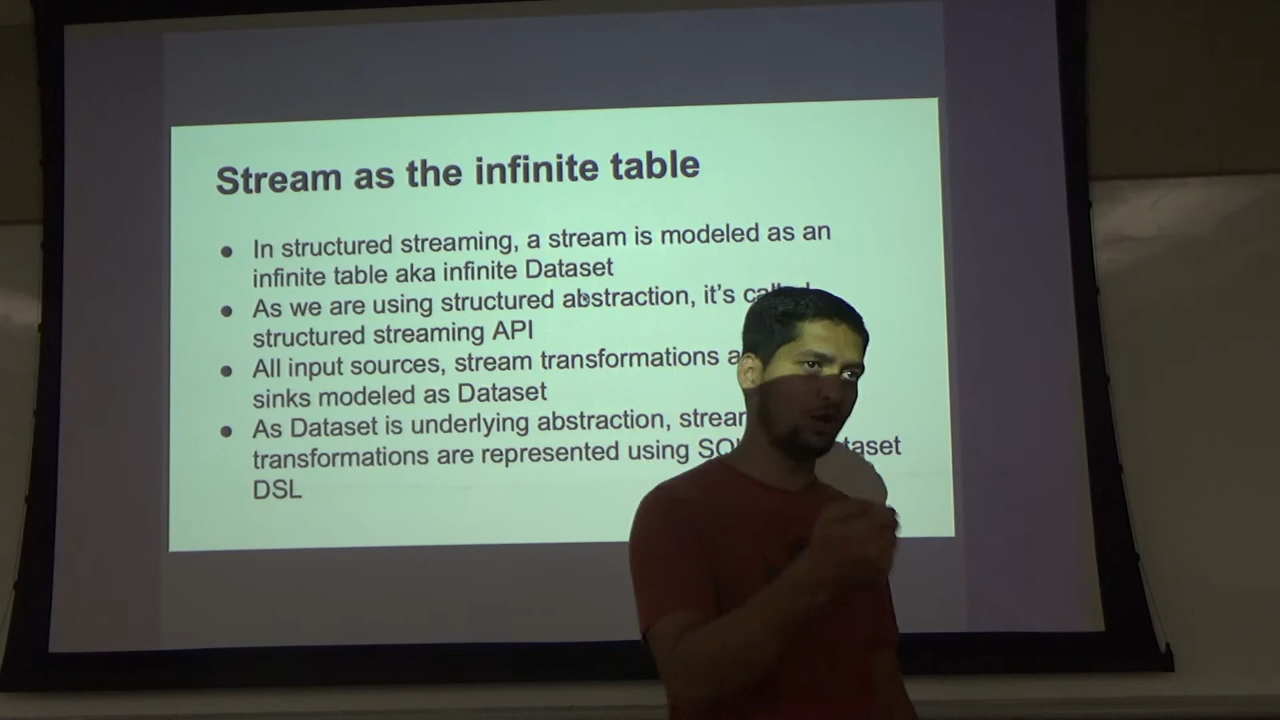 Stream as the infinite table
● In structured streaming, a stream is modeled as an
infinite table aka infinite Dataset
● As we are using structured abstraction, it's called
structured streaming API
● All input sources, stream transformations
sinks modeled as Dataset
● As Dataset is underlying abstraction, stream
transformations are represented using
DSL